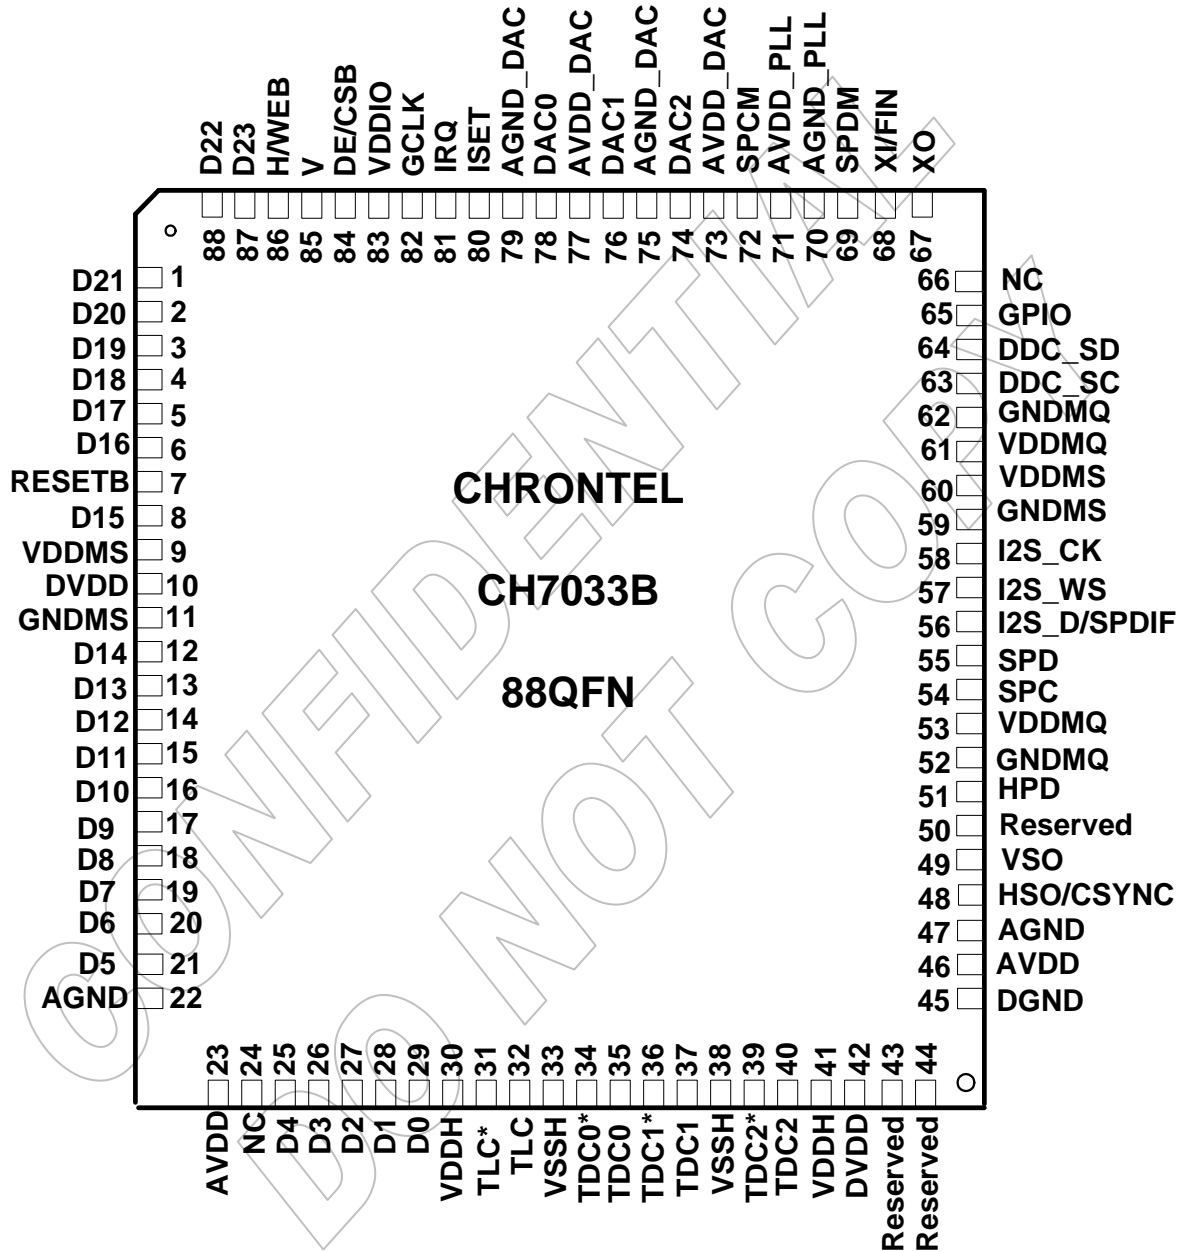 D22
D23
H/WEB
V
DE/CSB
VDDIO
GCLK
IRQ
ISET
AGND_DAC
DAC0
AVDD_DAC
DAC1
AGND_DAC
DAC2
AVDD_DAC
SPCM
AVDD_PLL
AGND_PLL
SPDM
XI/FIN
XO
88
87
86
85
84
83
82
81
80
79
78
77
76
75
74
73
72
71
70
69
68
67
D21 1
D20 2
D19 3
D18 4
D17 5
D16 6
RESETB 7
D15 8
VDDMS 9
DVDD 10
GNDMS 11
D14 12
D13 13
D12 14
D11 15
D10 16
D9 17
D8 18
D7 19
D6 20
D5 21
AGND 22
CHRONTEL
CH7033B
88QFN
66 NC
65 GPIO
64 DDC_SD
63 DDC_SC
62 GNDMQ
61 VDDMQ
60 VDDMS
59 GNDMS
58 I2S_CK
57 I2S_WS
56 I2S_D/SPDIF
55 SPD
54 SPC
53 VDDMQ
52 GNDMQ
51 HPD
50 Reserved
49 VSO
48 HSO/CSYNC
47 AGND
46 AVDD
45 DGND
23
24
25
26
27
28
29
30
31
32
33
34
35
36
37
38
39
40
41
42
43
44
AVDD
NC
D4
D3
D2
D1
D0
VDDH
TLC*
TLC
VSSH
TDC0*
TDC0
TDC1*
TDC1
VSSH
TDC2*
TDC2
VDDH
DVDD
Reserved
Reserved
CONFIDENTIAL
DO NOT COPY